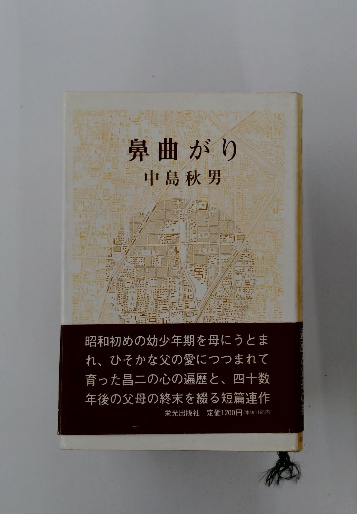 鼻曲がり
中島秋男
昭和初めの幼少年期を母にうとま
れ、ひそかな父の愛につつまれて
育った昌二の心の遍歴と、四十数
年後の父母の終末を綴る短篇連作
栄光出版社 定価1200円